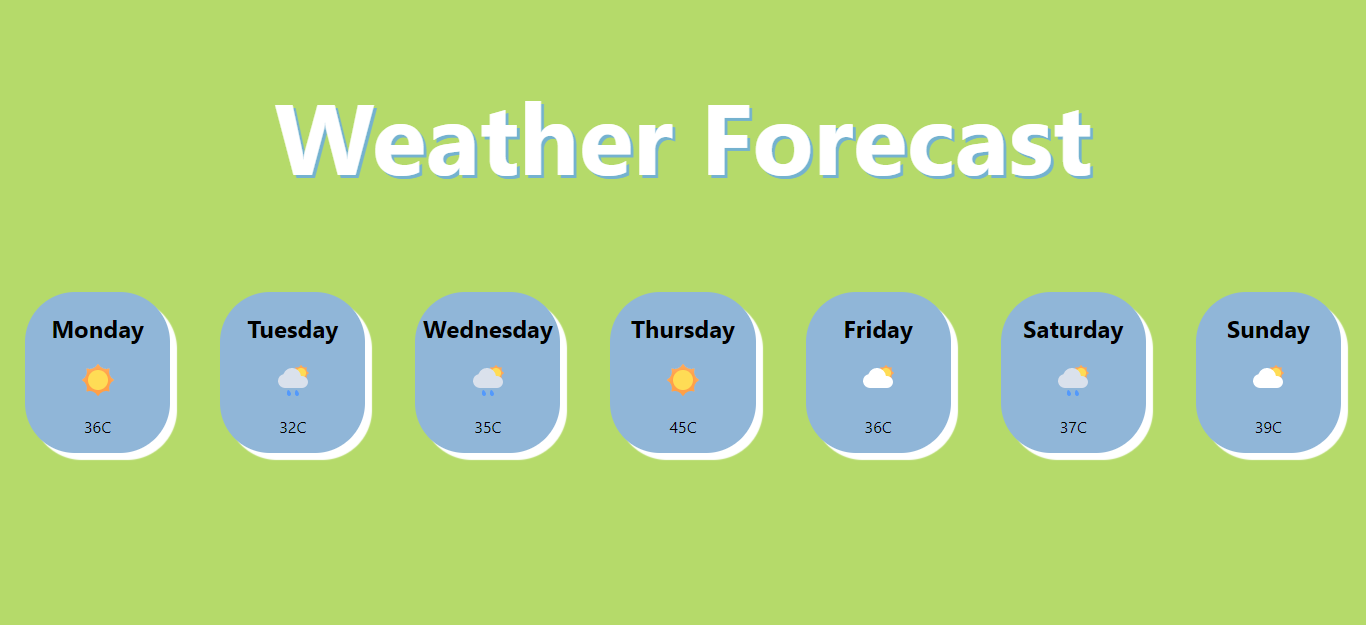 Weather Forecast
Monday
36C
Tuesday
32C
Wednesday
35C
Thursday
45C
Friday
36C
Saturday
37C
Sunday
39C